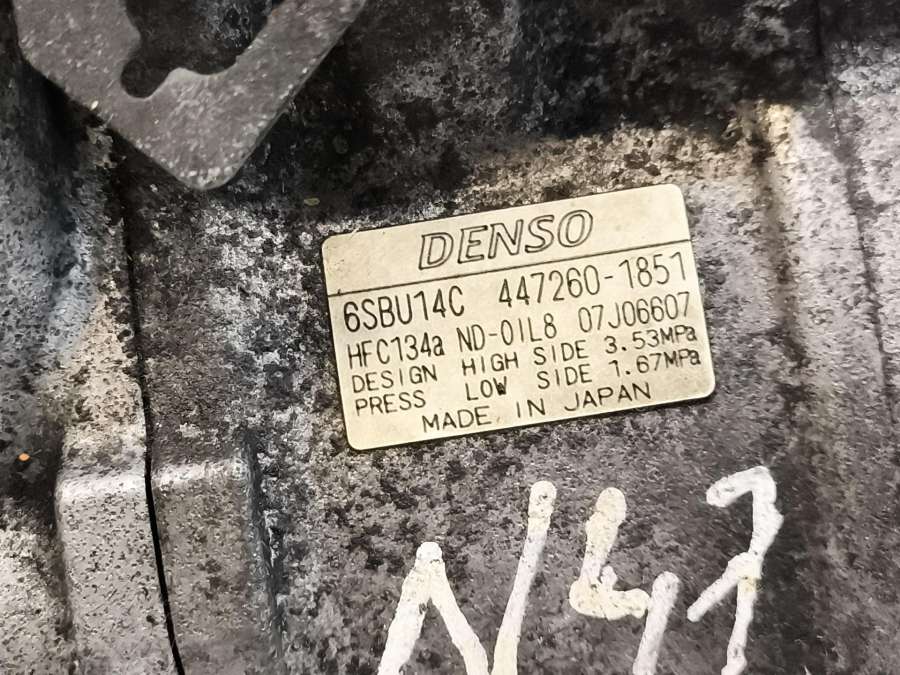 DENSO
6SBU14C 447260-1851
HFC134a ND-OIL8 07J06607
DESIGN HIGH SIDE 3.53MPa
PRESS LOW SIDE 1.67MPa
MADE IN JAPAN
N47